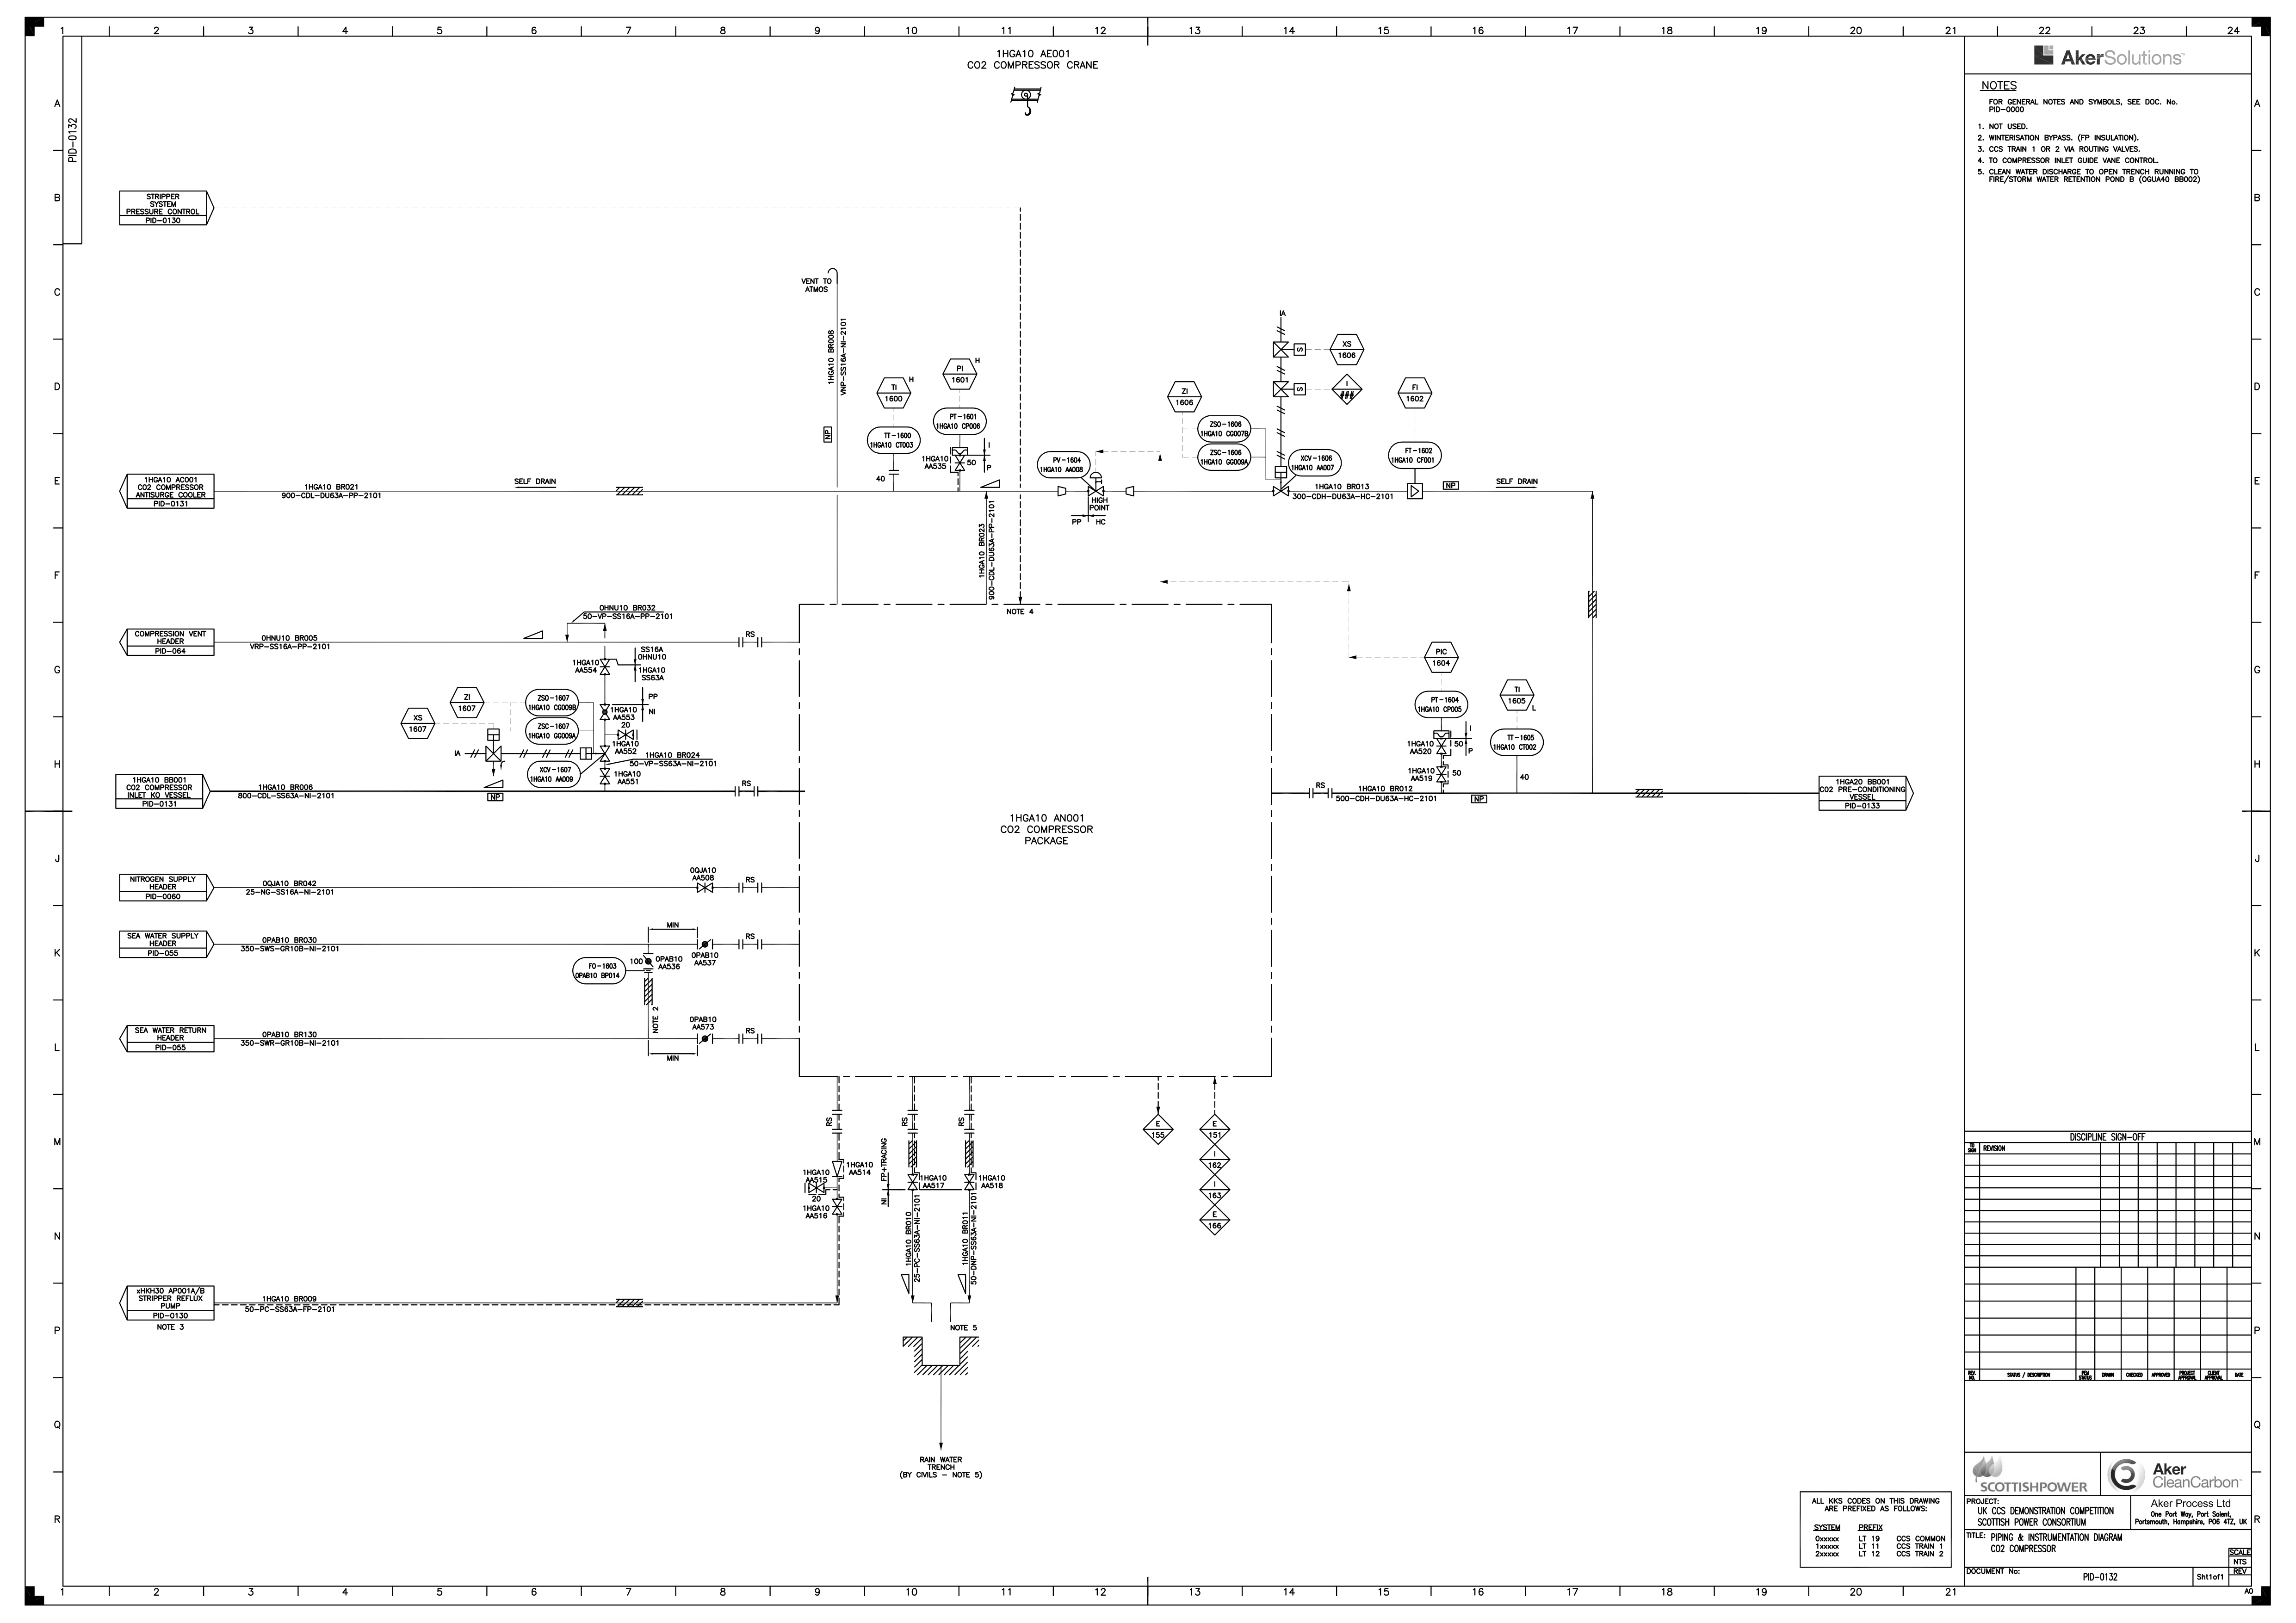 1 2 3 4 5 6 7 8 9 10 11 12 13 14 15 16 17 18 19 20 21 22 23 24
A
B
C
D
E
F
G
H
J
K
L
M
N
P
Q
R
PID-0132
1HGA10 AE001
CO2 COMPRESSOR CRANE
STRIPPER
SYSTEM
PRESSURE CONTROL
PID-0130
VENT TO
ATMOS
1HGA10 BR008
VNP-SS16A-NI-2101
NP
TI
1600
H
TT-1600
1HGA10 CT003
40
PI
1601
H
PT-1601
1HGA10 CP006
1HGA10
AA535
50
I
P
IA
S
XS
1606
S
I
###
ZI
1606
ZSO-1606
1HGA10 CG007B
ZSC-1606
1HGA10 GG009A
XCV-1606
1HGA10 AA007
FI
1602
FT-1602
1HGA10 CF001
PV-1604
1HGA10 AA008
HIGH
POINT
PP HC
1HGA10 AC001
CO2 COMPRESSOR
ANTISURGE COOLER
PID-0131
1HGA10 BR021
900-CDL-DU63A-PP-2101
SELF DRAIN
1HGA10 BR013
300-CDH-DU63A-HC-2101
NP
SELF DRAIN
1HGA10 BR023
900-CDL-DU63A-PP-2101
NOTE 4
COMPRESSION VENT
HEADER
PID-064
0HNU10 BR005
VRP-SS16A-PP-2101
0HNU10 BR032
50-VP-SS16A-PP-2101
RS
1HGA10
AA554
SS16A
0HNU10
1HGA10
SS63A
PP
NI
1HGA10
AA553
20
1HGA10
AA552
ZI
1607
XS
1607
ZSO-1607
1HGA10 CG009B
ZSC-1607
1HGA10 GG009A
IA
XCV-1607
1HGA10 AA009
1HGA10 BR024
50-VP-SS63A-NI-2101
1HGA10
AA551
1HGA10 BB001
CO2 COMPRESSOR
INLET KO VESSEL
PID-0131
1HGA10 BR006
800-CDL-SS63A-NI-2101
NP
RS
PIC
1604
PT-1604
1HGA10 CP005
1HGA10
AA520
50
I
P
1HGA10
AA519
50
TI
1605
L
TT-1605
1HGA10 CT002
40
RS
1HGA10 BR012
500-CDH-DU63A-HC-2101
NP
1HGA20 BB001
CO2 PRE-CONDITIONING
VESSEL
PID-0133
1HGA10 AN001
CO2 COMPRESSOR
PACKAGE
NITROGEN SUPPLY
HEADER
PID-0060
0QJA10 BR042
25-NG-SS16A-NI-2101
0QJA10
AA508
RS
SEA WATER SUPPLY
HEADER
PID-055
0PAB10 BR030
350-SWS-GR10B-NI-2101
MIN
0PAB10
AA537
RS
FO-1603
0PAB10 BP014
100
0PAB10
AA536
NOTE 2
SEA WATER RETURN
HEADER
PID-055
0PAB10 BR130
350-SWR-GR10B-NI-2101
0PAB10
AA573
MIN
RS
RS
RS
RS
1HGA10
AA514
1HGA10
AA515
20
1HGA10
AA516
NI FP+TRACING
1HGA10
AA517
1HGA10
AA518
1HGA10 BR010
25-PC-SS63A-NI-2101
1HGA10 BR011
50-DNP-SS63A-NI-2101
E
155
E
151
I
162
I
163
E
166
xHKH30 AP001A/B
STRIPPER REFLUX
PUMP
PID-0130
NOTE 3
1HGA10 BR009
50-PC-SS63A-FP-2101
NOTE 5
RAIN WATER
TRENCH
(BY CIVILS - NOTE 5)
ALL KKS CODES ON THIS DRAWING
ARE PREFIXED AS FOLLOWS:
SYSTEM PREFIX
0xxxxx LT 19 CCS COMMON
1xxxxx LT 11 CCS TRAIN 1
2xxxxx LT 12 CCS TRAIN 2
AkerSolutions
NOTES
FOR GENERAL NOTES AND SYMBOLS, SEE DOC. No.
PID-0000
1. NOT USED.
2. WINTERISATION BYPASS. (FP INSULATION).
3. CCS TRAIN 1 OR 2 VIA ROUTING VALVES.
4. TO COMPRESSOR INLET GUIDE VANE CONTROL.
5. CLEAN WATER DISCHARGE TO OPEN TRENCH RUNNING TO
FIRE/STORM WATER RETENTION POND B (0GUA40 BB002)
DISCIPLINE SIGN-OFF
TO SIGN REVISION
REV. NO. STATUS / DESCRIPTION PEM STATUS DRAWN CHECKED APPROVED PROJECT APPROVAL CLIENT APPROVAL DATE
SCOTTISHPOWER
Aker
CleanCarbon
PROJECT:
UK CCS DEMONSTRATION COMPETITION
SCOTTISH POWER CONSORTIUM
Aker Process Ltd
One Port Way, Port Solent,
Portsmouth, Hampshire, PO6 4TZ, UK
TITLE: PIPING & INSTRUMENTATION DIAGRAM
CO2 COMPRESSOR
SCALE
NTS
DOCUMENT No:
PID-0132
Sht1of1
REV
A0